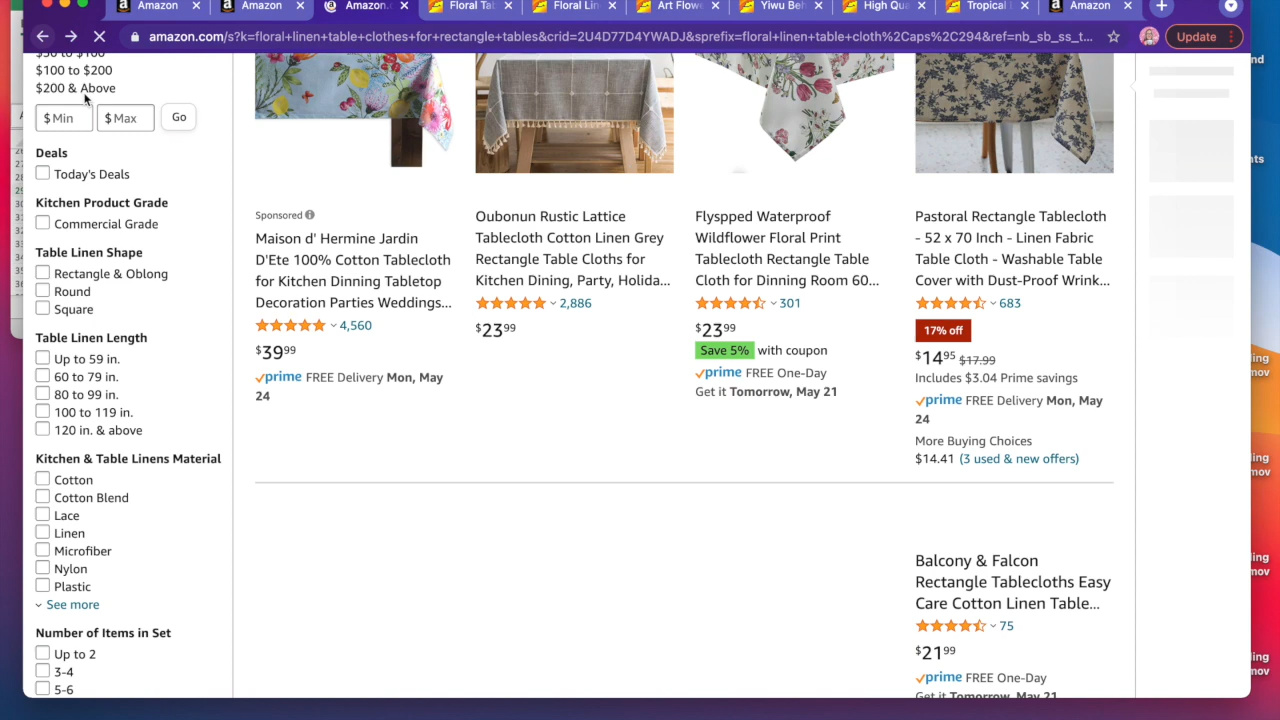 Amazon
Amazon
Amazon.
Floral Ta
Floral Lin
Art Flow
Yiwu Beh
High Qua
Tropical
Amazon
amazon.com/s?k=floral+linen+table+clothes+for+rectangle+tables&crid=2U4D77D4YWADJ&sprefix=floral+linen+table+cloth%2Caps%2C294&ref=nb_sb_ss_t...
Update
$100 to $200
$200 & Above
$ Min
$ Max
Go
Deals
Today's Deals
Kitchen Product Grade
Commercial Grade
Table Linen Shape
Rectangle & Oblong
Round
Square
Table Linen Length
Up to 59 in.
60 to 79 in.
80 to 99 in.
100 to 119 in.
120 in. & above
Kitchen & Table Linens Material
Cotton
Cotton Blend
Lace
Linen
Microfiber
Nylon
Plastic
See more
Number of Items in Set
Up to 2
3-4
5-6
Sponsored
Maison d' Hermine Jardin
D'Ete 100% Cotton Tablecloth
for Kitchen Dinning Tabletop
Decoration Parties Weddings...
4,560
$39⁹⁹
prime FREE Delivery Mon, May
24
Oubonun Rustic Lattice
Tablecloth Cotton Linen Grey
Rectangle Table Cloths for
Kitchen Dining, Party, Holida...
2,886
$23⁹⁹
Flyspped Waterproof
Wildflower Floral Print
Tablecloth Rectangle Table
Cloth for Dinning Room 60...
301
$23⁹⁹
Save 5% with coupon
prime FREE One-Day
Get it Tomorrow, May 21
Pastoral Rectangle Tablecloth
- 52 x 70 Inch - Linen Fabric
Table Cloth - Washable Table
Cover with Dust-Proof Wrink...
683
17% off
$14⁹⁵ $17.99
Includes $3.04 Prime savings
prime FREE Delivery Mon, May
24
More Buying Choices
$14.41 (3 used & new offers)
Balcony & Falcon
Rectangle Tablecloths Easy
Care Cotton Linen Table...
75
$21⁹⁹
prime FREE One-Day
Get it Tomorrow, May 21